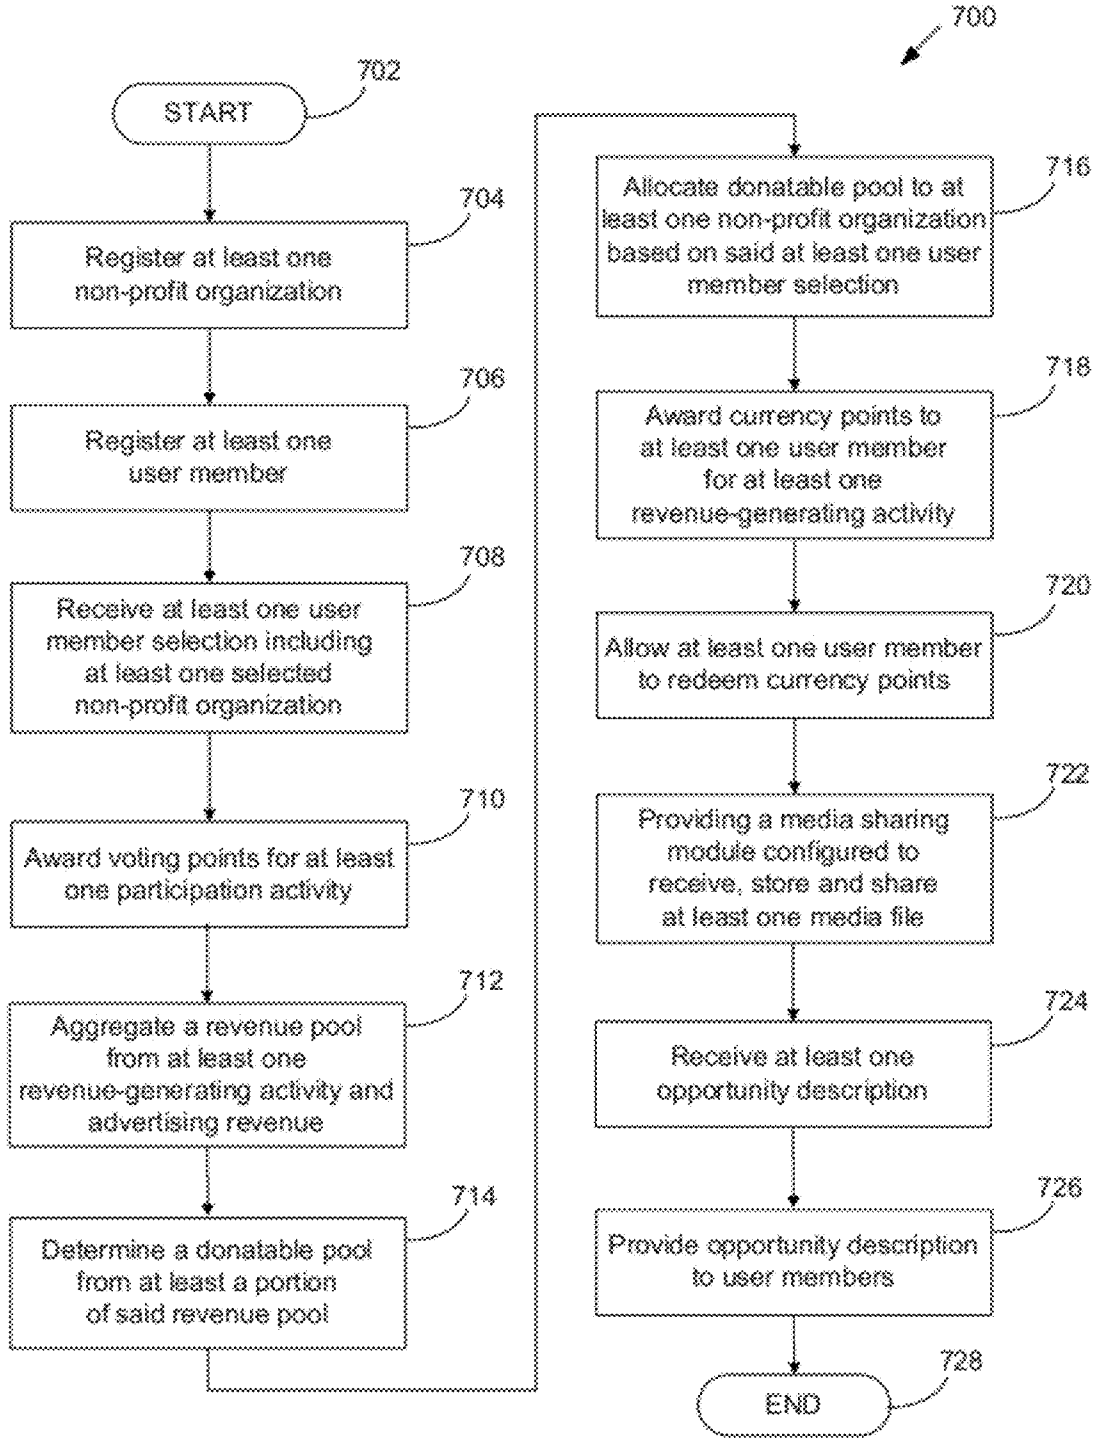 700
702
START
704
Register at least one
non-profit organization
706
Register at least one
user member
708
Receive at least one user
member selection including
at least one selected
non-profit organization
710
Award voting points for at least
one participation activity
712
Aggregate a revenue pool
from at least one
revenue-generating activity and
advertising revenue
714
Determine a donatable pool
from at least a portion
of said revenue pool
716
Allocate donatable pool to at
least one non-profit organization
based on said at least one user
member selection
718
Award currency points to
at least one user member
for at least one
revenue-generating activity
720
Allow at least one user member
to redeem currency points
722
Providing a media sharing
module configured to
receive, store and share
at least one media file
724
Receive at least one
opportunity description
726
Provide opportunity description
to user members
728
END